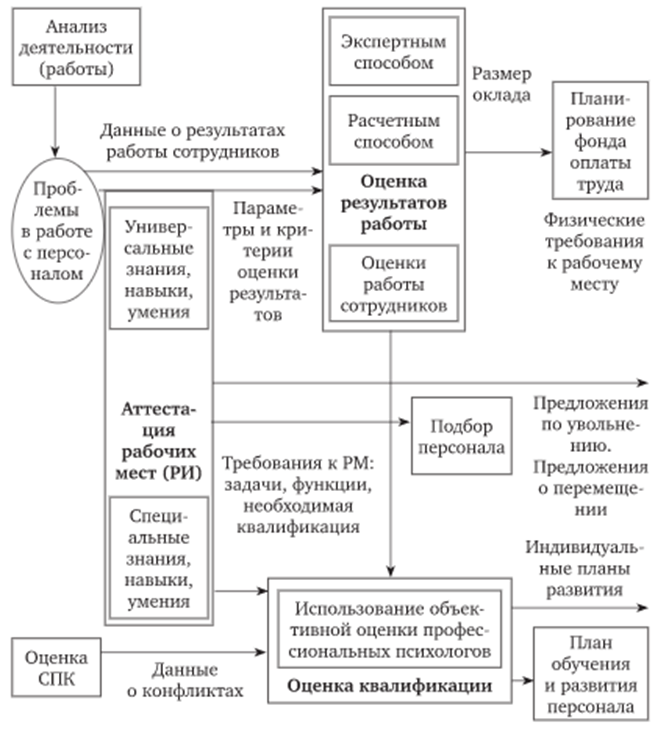 Анализ
деятельности
(работы)
Экспертным
способом
Размер
оклада
Планиро-
рование
фонда
оплаты
труда
Расчетным
способом
Данные о результатах
работы сотрудников
Проб-
лемы
в работе
с персо-
налом
Оценка
результатов
работы
Универ-
сальные
знания,
навыки,
умения
Параме-
тры и кри-
терии
оценки
результа-
тов
Физические
требования
к рабочему
месту
Оценки
работы
сотрудников
Аттеста-
ция
рабочих
мест (РИ)
Подбор
персонала
Предложения
по увольне-
нию.
Предложения
о перемеще-
нии
Требования к РМ:
задачи, функции,
необходимая
квалификация
Специ-
альные
знания,
навыки,
умения
Индивидуаль-
ные планы
развития
Использование объек-
тивной оценки профес-
сиональных психологов
Оценка квалификации
Оценка
СПК
Данные
о конфликтах
План
обучения
и развития
персонала